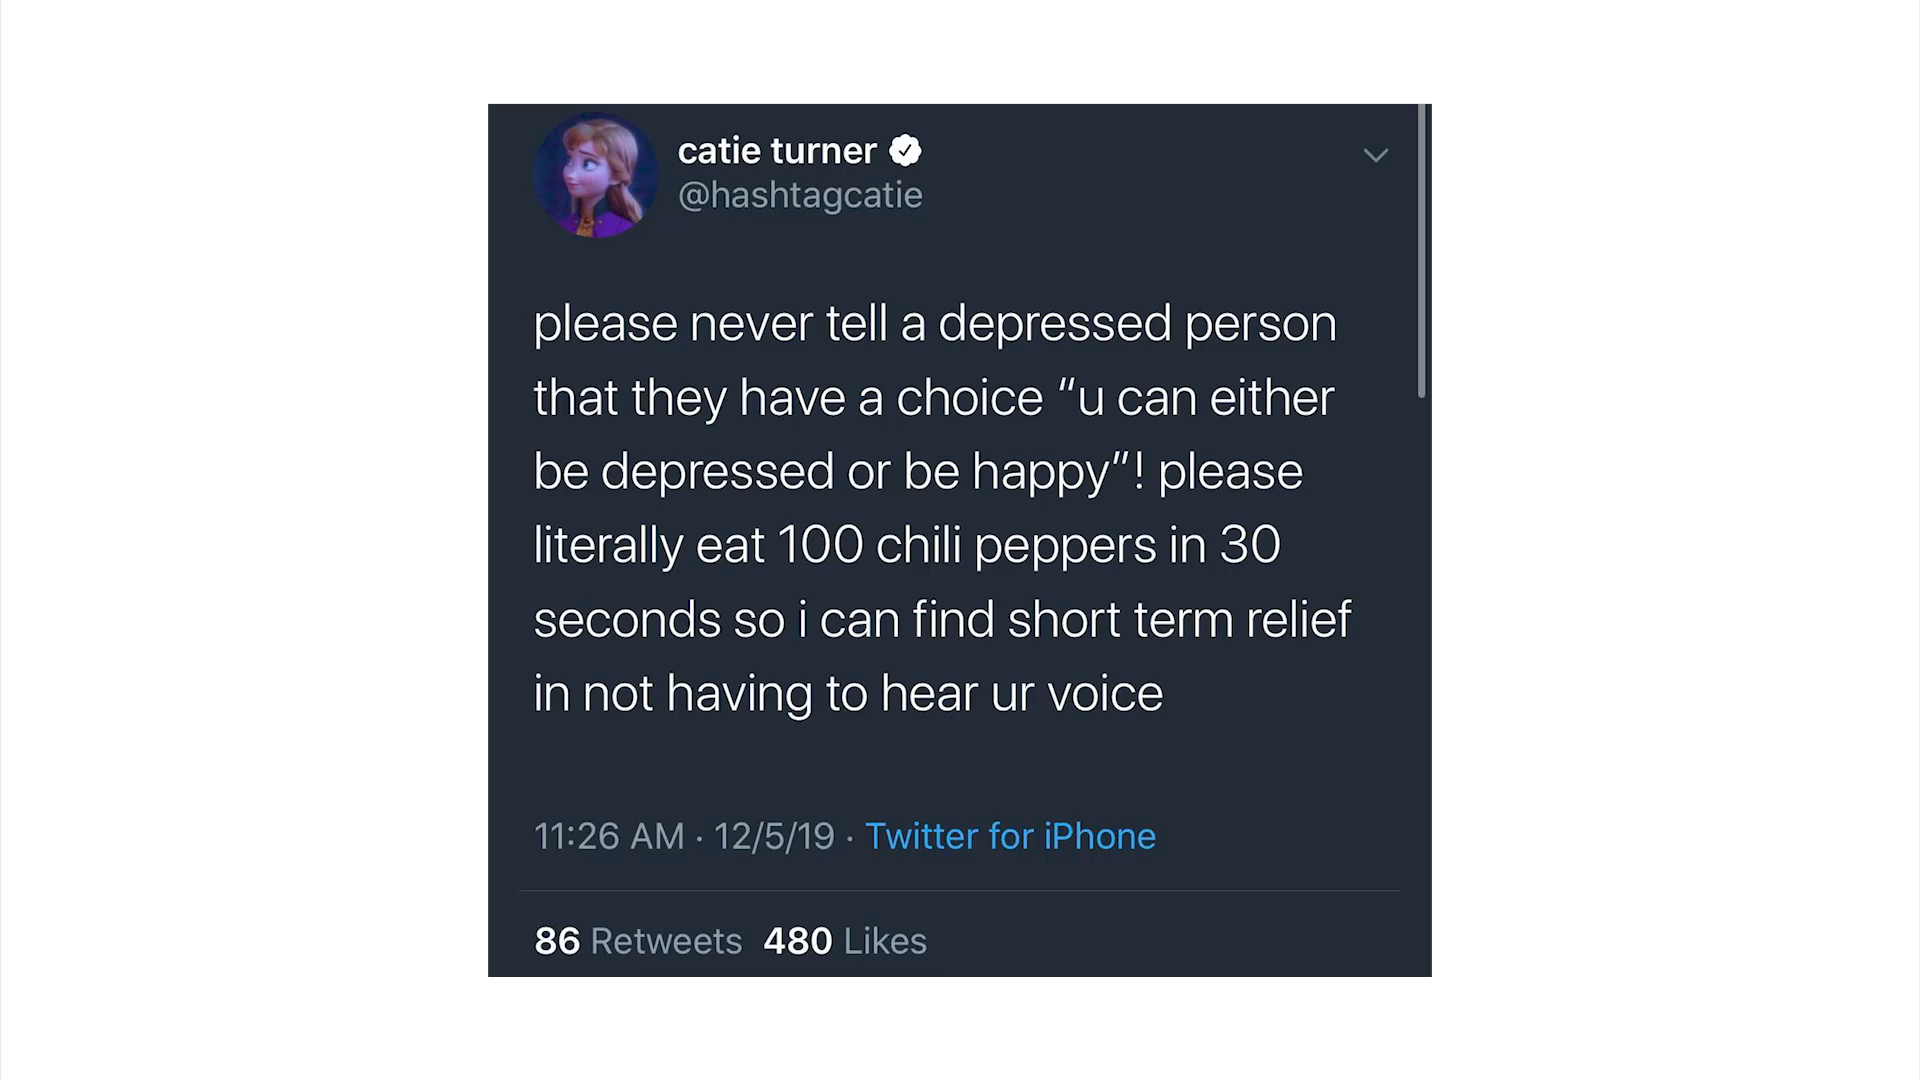 catie turner
@hashtagcatie
please never tell a depressed person
that they have a choice “u can either
be depressed or be happy”! please
literally eat 100 chili peppers in 30
seconds so i can find short term relief
in not having to hear ur voice
11:26 AM · 12/5/19 · Twitter for iPhone
86 Retweets 480 Likes